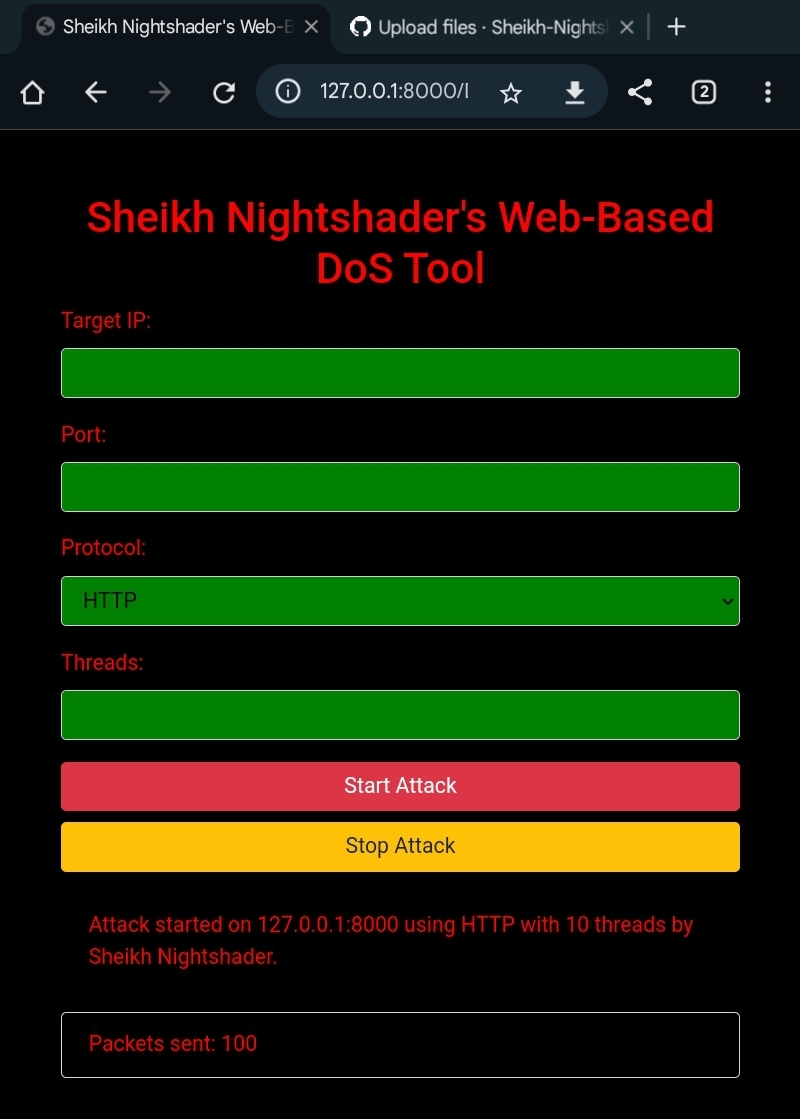 Sheikh Nightshader's Web-B
Upload files · Sheikh-Nights
127.0.0.1:8000/
2
Sheikh Nightshader's Web-Based
DoS Tool
Target IP:
Port:
Protocol:
HTTP
Threads:
Start Attack
Stop Attack
Attack started on 127.0.0.1:8000 using HTTP with 10 threads by
Sheikh Nightshader.
Packets sent: 100